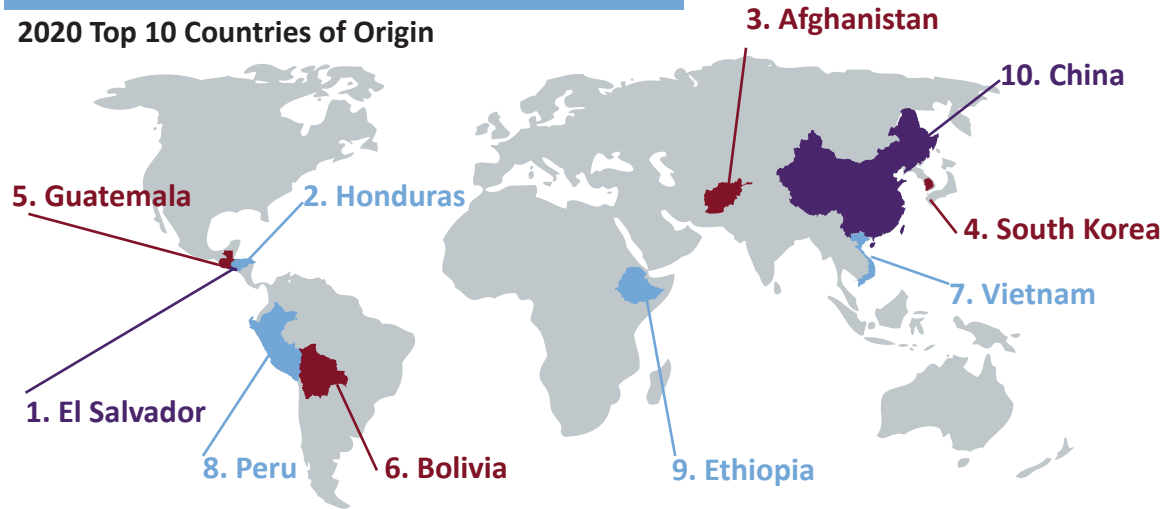 2020 Top 10 Countries of Origin
3. Afghanistan
10. China
5. Guatemala
2. Honduras
4. South Korea
7. Vietnam
1. El Salvador
8. Peru
6. Bolivia
9. Ethiopia